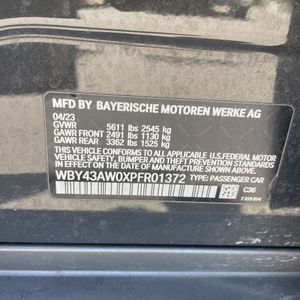 MFD BY BAYERISCHE MOTOREN WERKE AG
04/23
GVWR 5611 lbs 2545 kg
GAWR FRONT 2491 lbs 1130 kg
GAWR REAR 3362 lbs 1525 kg
THIS VEHICLE CONFORMS TO ALL APPLICABLE
U.S. FEDERAL MOTOR VEHICLE SAFETY,
BUMPER, AND THEFT PREVENTION STANDARDS
IN EFFECT ON THE DATE OF
MANUFACTURE SHOWN ABOVE.
WBY43AW0XPFR01372 TYPE: PASSENGER CAR
C36